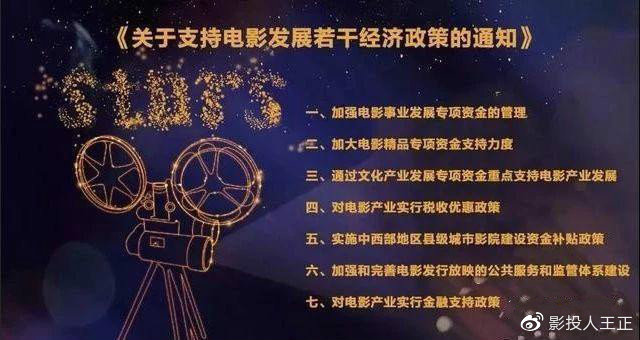 《关于支持电影发展若干经济政策的通知》
stars
一、加强电影事业发展专项资金的管理
二、加大电影精品专项资金支持力度
三、通过文化产业发展专项资金重点支持电影产业发展
四、对电影产业实行税收优惠政策
五、实施中西部地区县级城市影院建设资金补贴政策
六、加强和完善电影发行放映的公共服务和监管体系建设
七、对电影产业实行金融支持政策
影投人王正